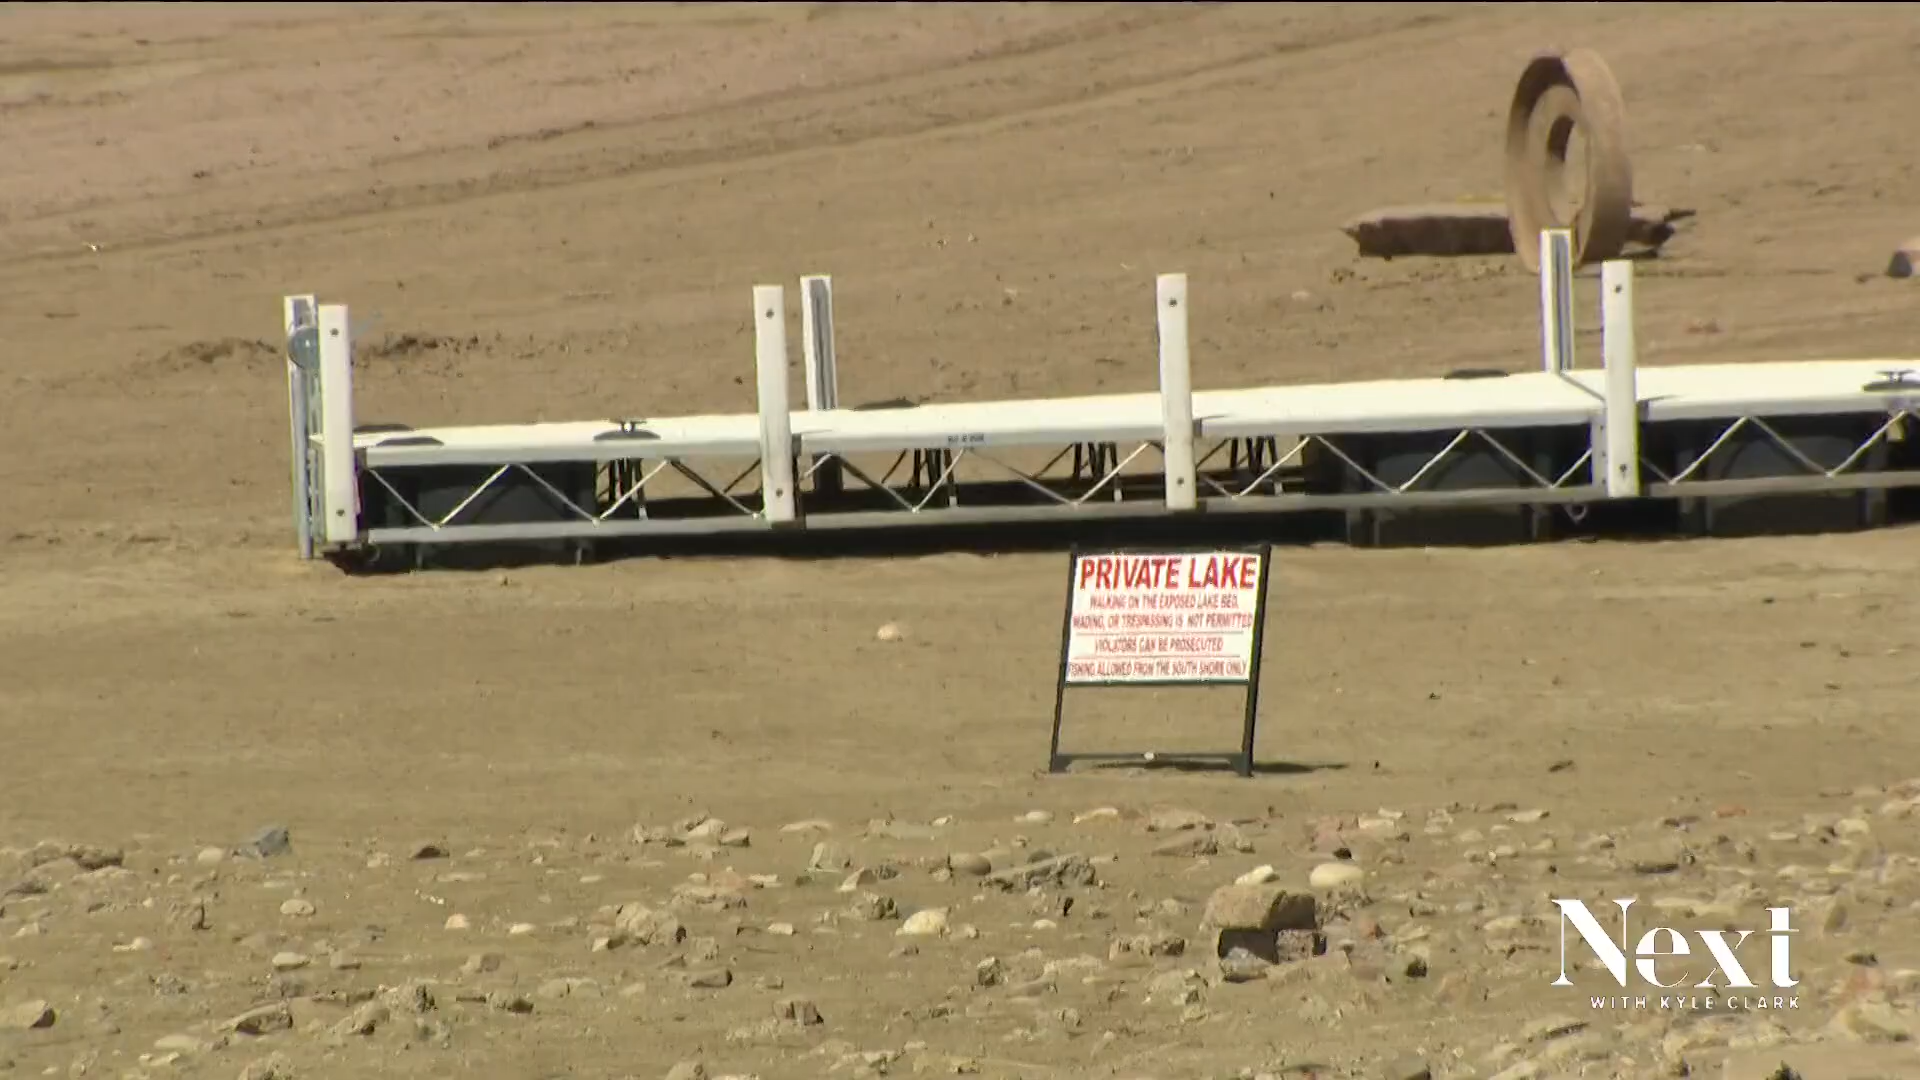 PRIVATE LAKE
WALKING ON THE EXPOSED LAKE BED,
WADING, OR TRESPASSING IS NOT PERMITTED
VIOLATORS CAN BE PROSECUTED
FISHING ALLOWED FROM THE SOUTH SHORE ONLY
Next
WITH KYLE CLARK